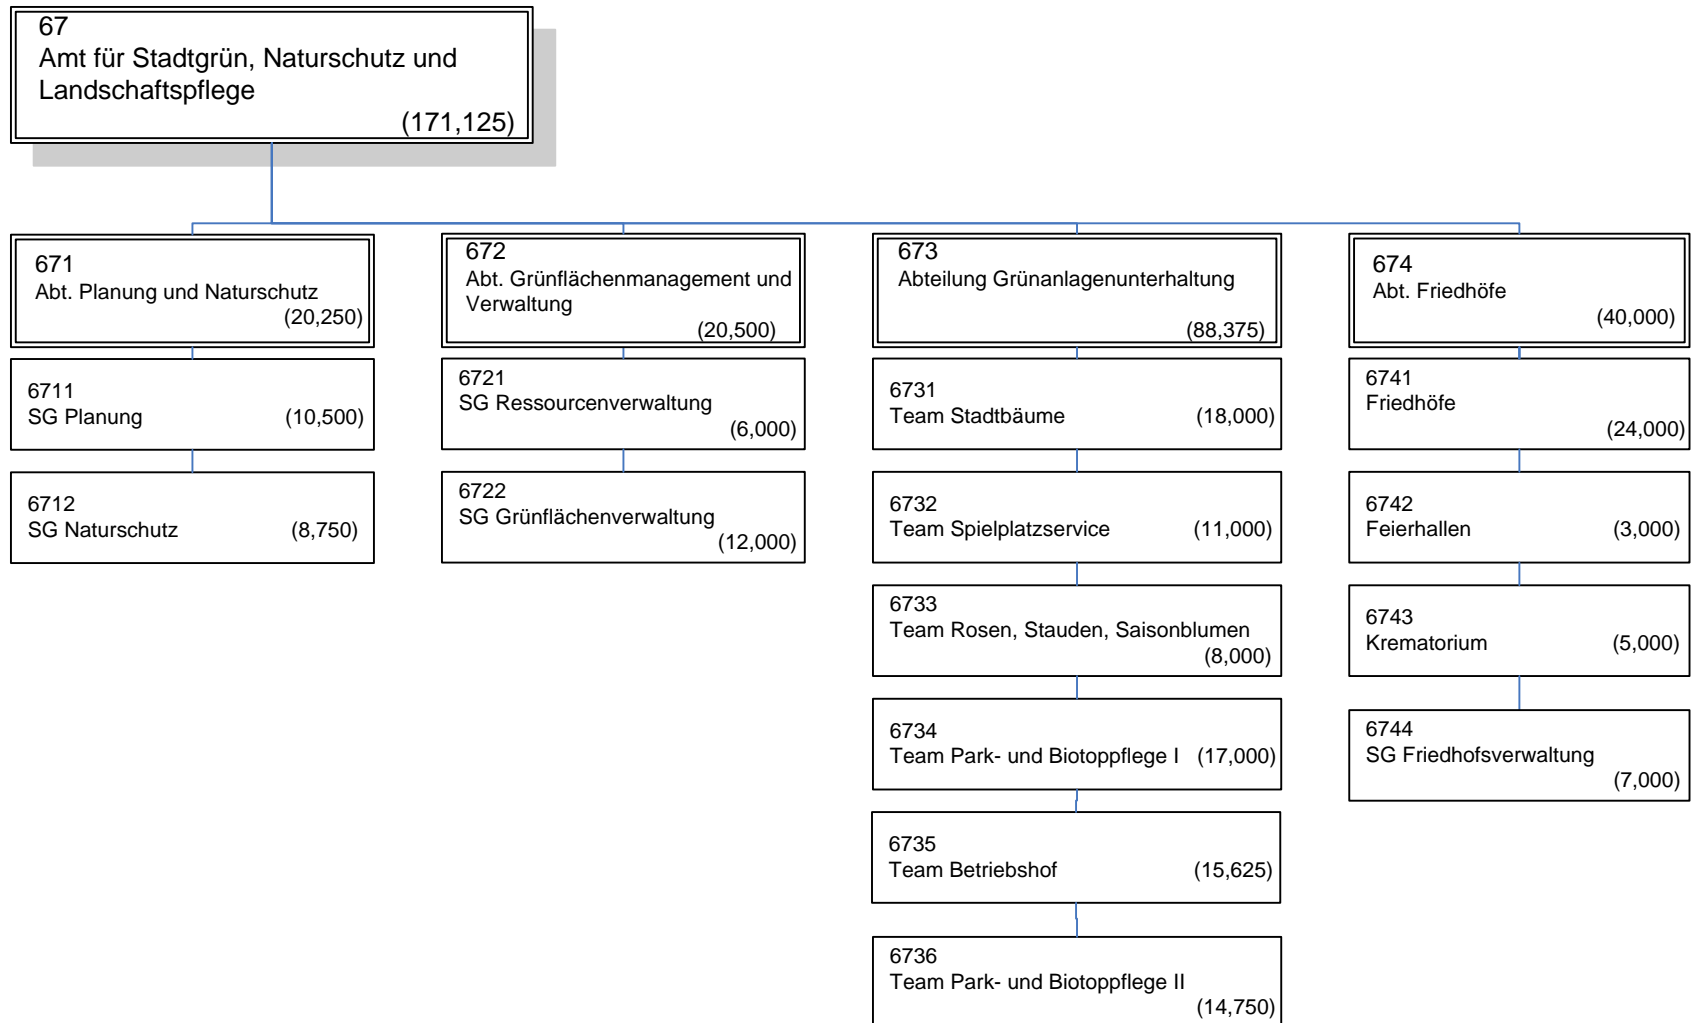 67
Amt für Stadtgrün, Naturschutz und
Landschaftspflege
(171,125)
671
Abt. Planung und Naturschutz
(20,250)
6711
SG Planung (10,500)
6712
SG Naturschutz (8,750)
672
Abt. Grünflächenmanagement und
Verwaltung
(20,500)
6721
SG Ressourcenverwaltung
(6,000)
6722
SG Grünflächenverwaltung
(12,000)
673
Abteilung Grünanlagenunterhaltung
(88,375)
6731
Team Stadtbäume (18,000)
6732
Team Spielplatzservice (11,000)
6733
Team Rosen, Stauden, Saisonblumen
(8,000)
6734
Team Park- und Biotoppflege I (17,000)
6735
Team Betriebshof (15,625)
6736
Team Park- und Biotoppflege II
(14,750)
674
Abt. Friedhöfe
(40,000)
6741
Friedhöfe
(24,000)
6742
Feierhallen (3,000)
6743
Krematorium (5,000)
6744
SG Friedhofsverwaltung
(7,000)